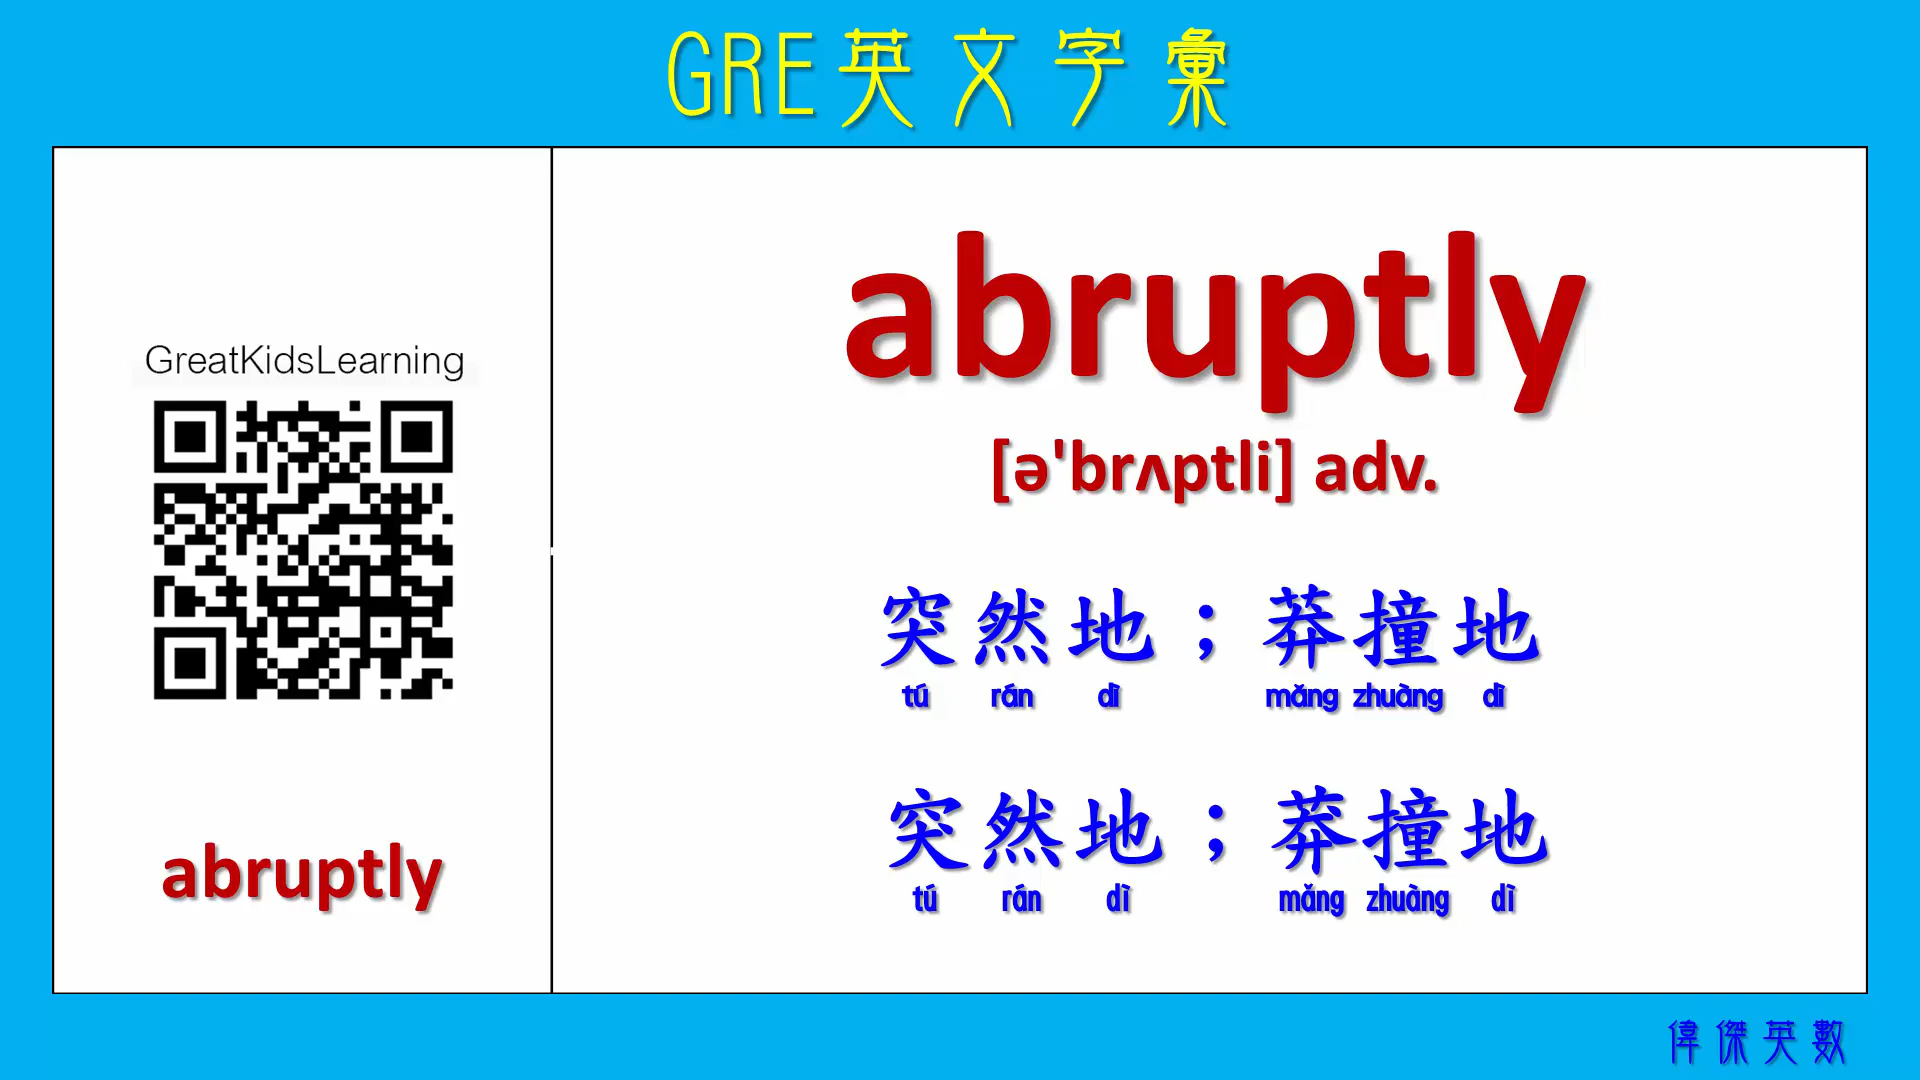 GRE英文字彙
GreatKidsLearning
abruptly
abruptly
[ə'brʌptli] adv.
突然地；莽撞地
tú rán dì mǎng zhuàng dì
突然地；莽撞地
tú rán dì mǎng zhuàng dì
偉傑英數